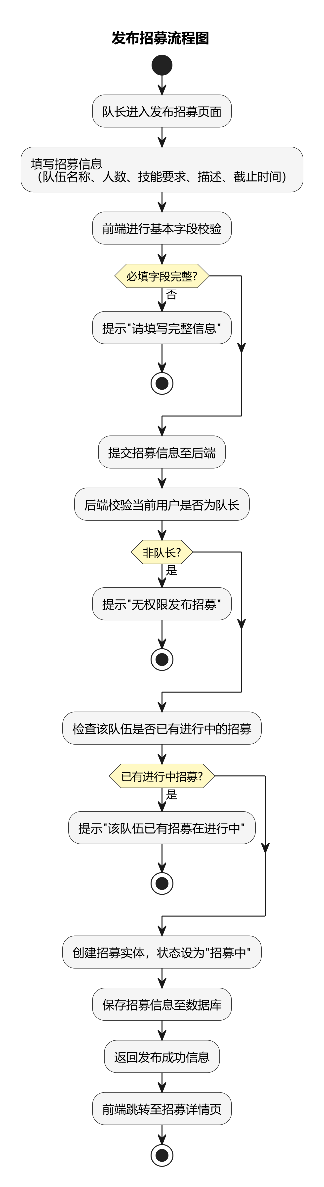 发布招募流程图
队长进入发布招募页面
填写招募信息
（队伍名称、人数、技能要求、描述、截止时间）
前端进行基本字段校验
必填字段完整?
否
提示"请填写完整信息"
提交招募信息至后端
后端校验当前用户是否为队长
非队长?
是
提示"无权限发布招募"
检查该队伍是否已有进行中的招募
已有进行中招募?
是
提示"该队伍已有招募在进行中"
创建招募实体，状态设为"招募中"
保存招募信息至数据库
返回发布成功信息
前端跳转至招募详情页